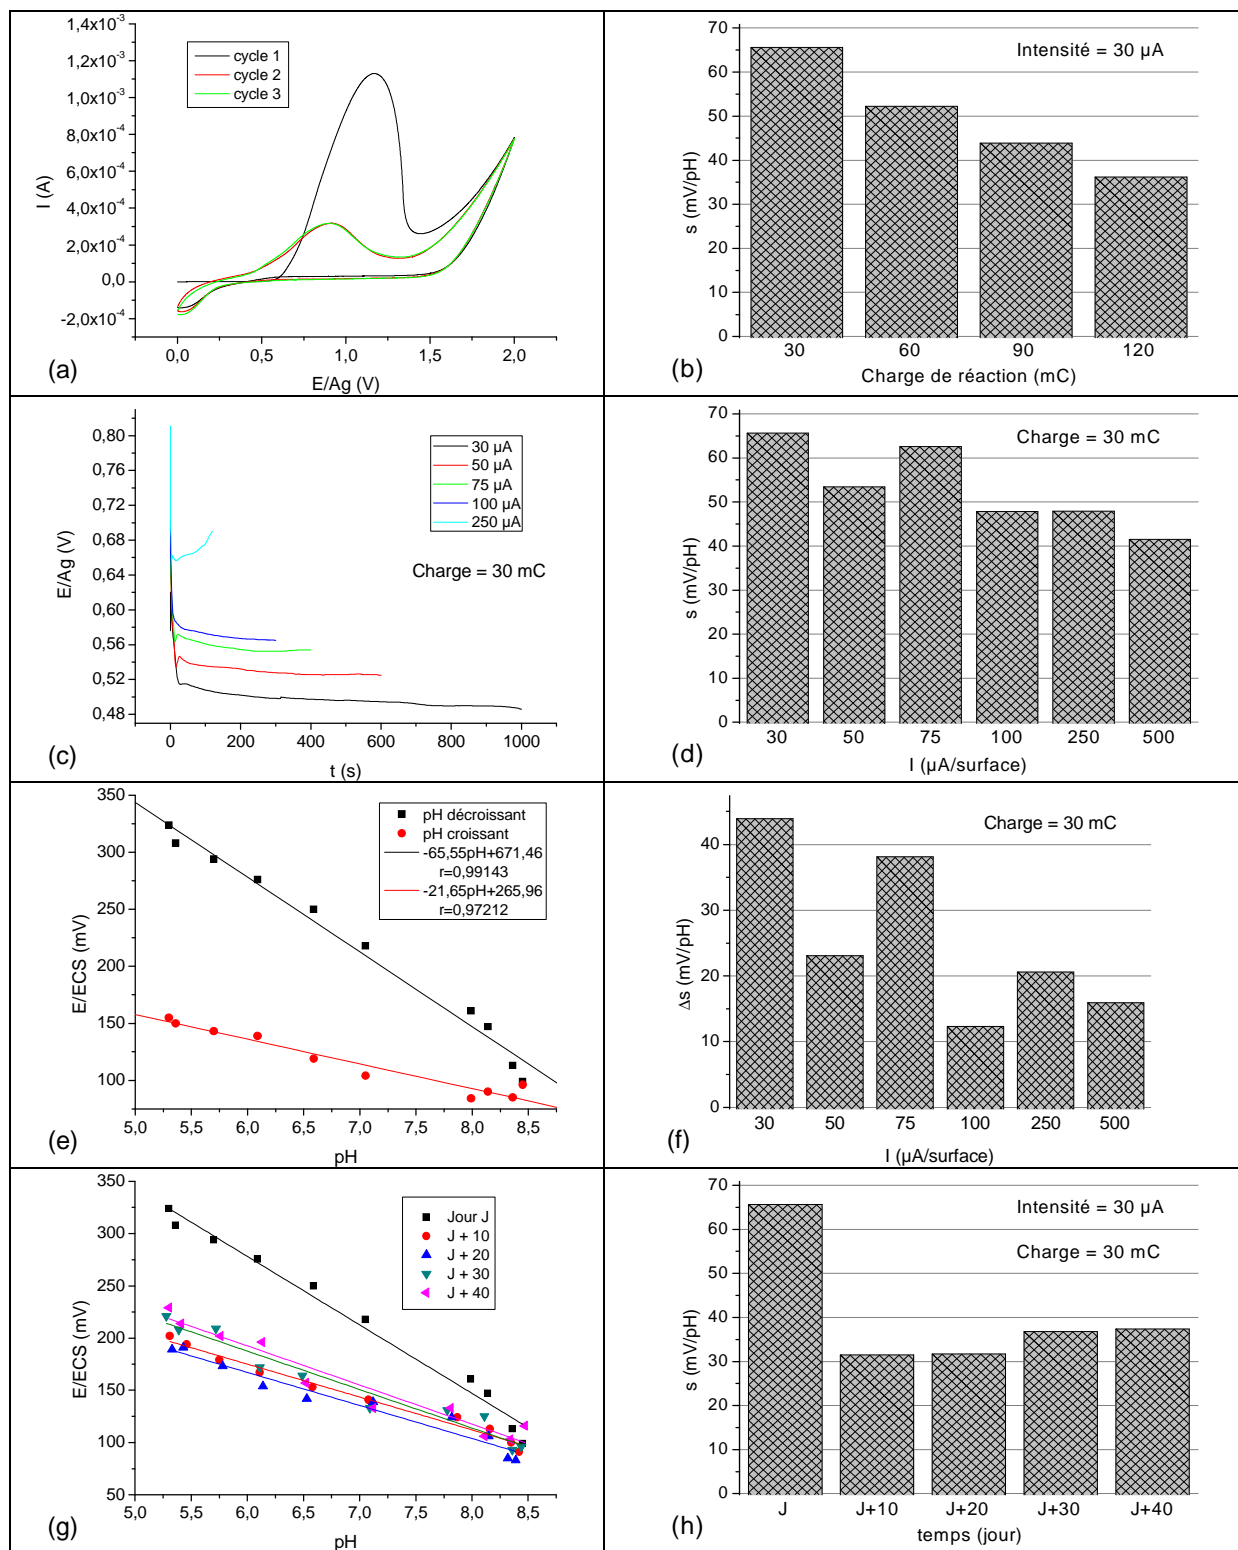 1,4x10-3
1,2x10-3
1,0x10-3
8,0x10-4
6,0x10-4
4,0x10-4
2,0x10-4
0,0
-2,0x10-4
I (A)
cycle 1
cycle 2
cycle 3
0,0 0,5 1,0 1,5 2,0
E/Ag (V)
(a)
70
60
50
40
30
20
10
0
s (mV/pH)
Intensité = 30 µA
30 60 90 120
Charge de réaction (mC)
(b)
0,80
0,76
0,72
0,68
0,64
0,60
0,56
0,52
0,48
E/Ag (V)
30 µA
50 µA
75 µA
100 µA
250 µA
Charge = 30 mC
0 200 400 600 800 1000
t (s)
(c)
70
60
50
40
30
20
10
0
s (mV/pH)
Charge = 30 mC
30 50 75 100 250 500
I (µA/surface)
(d)
350
300
250
200
150
100
E/ECS (mV)
pH décroissant
pH croissant
-65,55pH+671,46
r=0,99143
-21,65pH+265,96
r=0,97212
5,0 5,5 6,0 6,5 7,0 7,5 8,0 8,5
pH
(e)
40
30
20
10
0
Δs (mV/pH)
Charge = 30 mC
30 50 75 100 250 500
I (µA/surface)
(f)
350
300
250
200
150
100
50
E/ECS (mV)
Jour J
J + 10
J + 20
J + 30
J + 40
5,0 5,5 6,0 6,5 7,0 7,5 8,0 8,5
pH
(g)
70
60
50
40
30
20
10
0
s (mV/pH)
Intensité = 30 µA
Charge = 30 mC
J J+10 J+20 J+30 J+40
temps (jour)
(h)